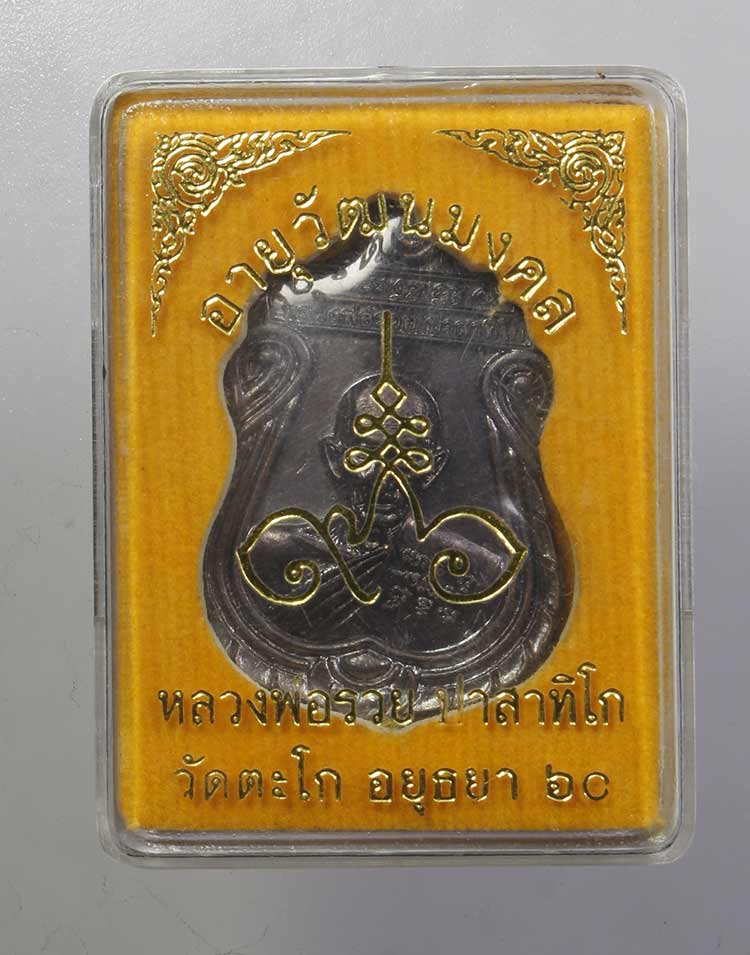 อายุวัฒนมงคล
หลวงพ่อรวย ปาสาทิโก
วัดตะโก อยุธยา ๖๐